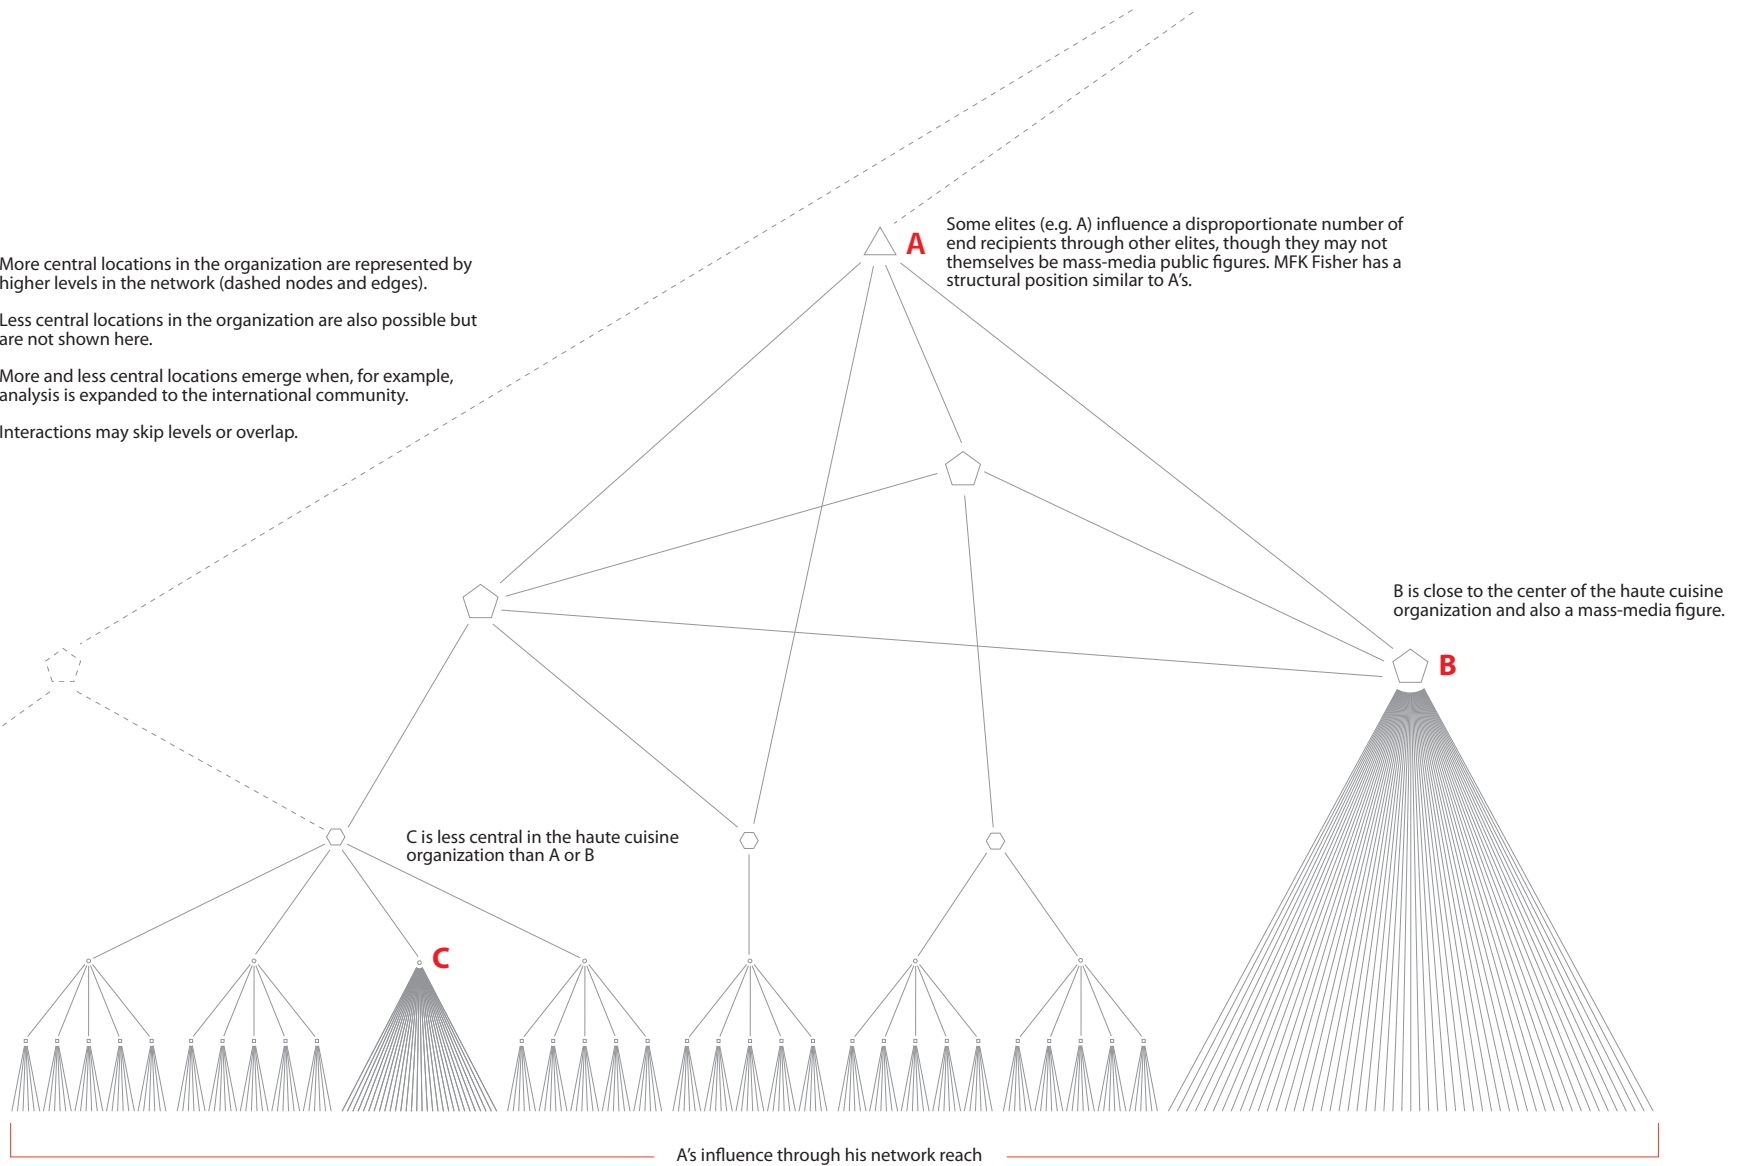 A
Some elites (e.g. A) influence a disproportionate number of
end recipients through other elites, though they may not
themselves be mass-media public figures. MFK Fisher has a
structural position similar to A's.
More central locations in the organization are represented by
higher levels in the network (dashed nodes and edges).
Less central locations in the organization are also possible but
are not shown here.
More and less central locations emerge when, for example,
analysis is expanded to the international community.
Interactions may skip levels or overlap.
B is close to the center of the haute cuisine
organization and also a mass-media figure.
B
C is less central in the haute cuisine
organization than A or B
C
A's influence through his network reach